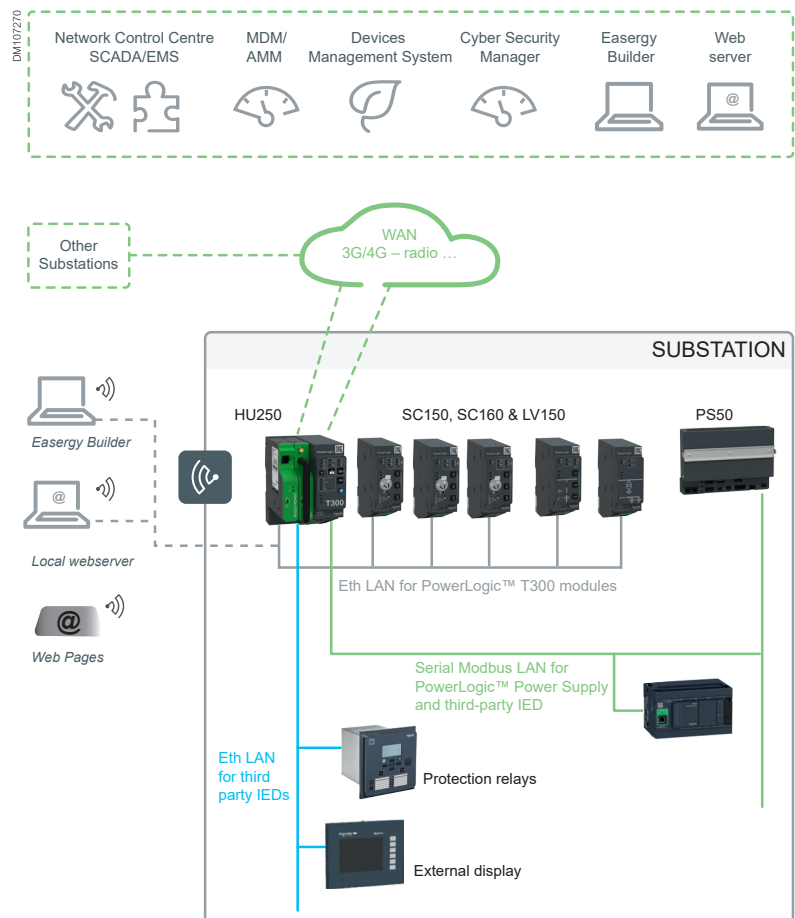 DM107270
Network Control Centre
SCADA/EMS
MDM/
AMM
Devices
Management System
Cyber Security
Manager
Easergy
Builder
Web
server
@
Other
Substations
WAN
3G/4G – radio …
SUBSTATION
HU250
SC150, SC160 & LV150
PS50
Easergy Builder
@
Local webserver
@
Web Pages
T300
Eth LAN for PowerLogic™ T300 modules
Serial Modbus LAN for
PowerLogic™ Power Supply
and third-party IED
Eth LAN
for third
party IEDs
Protection relays
External display